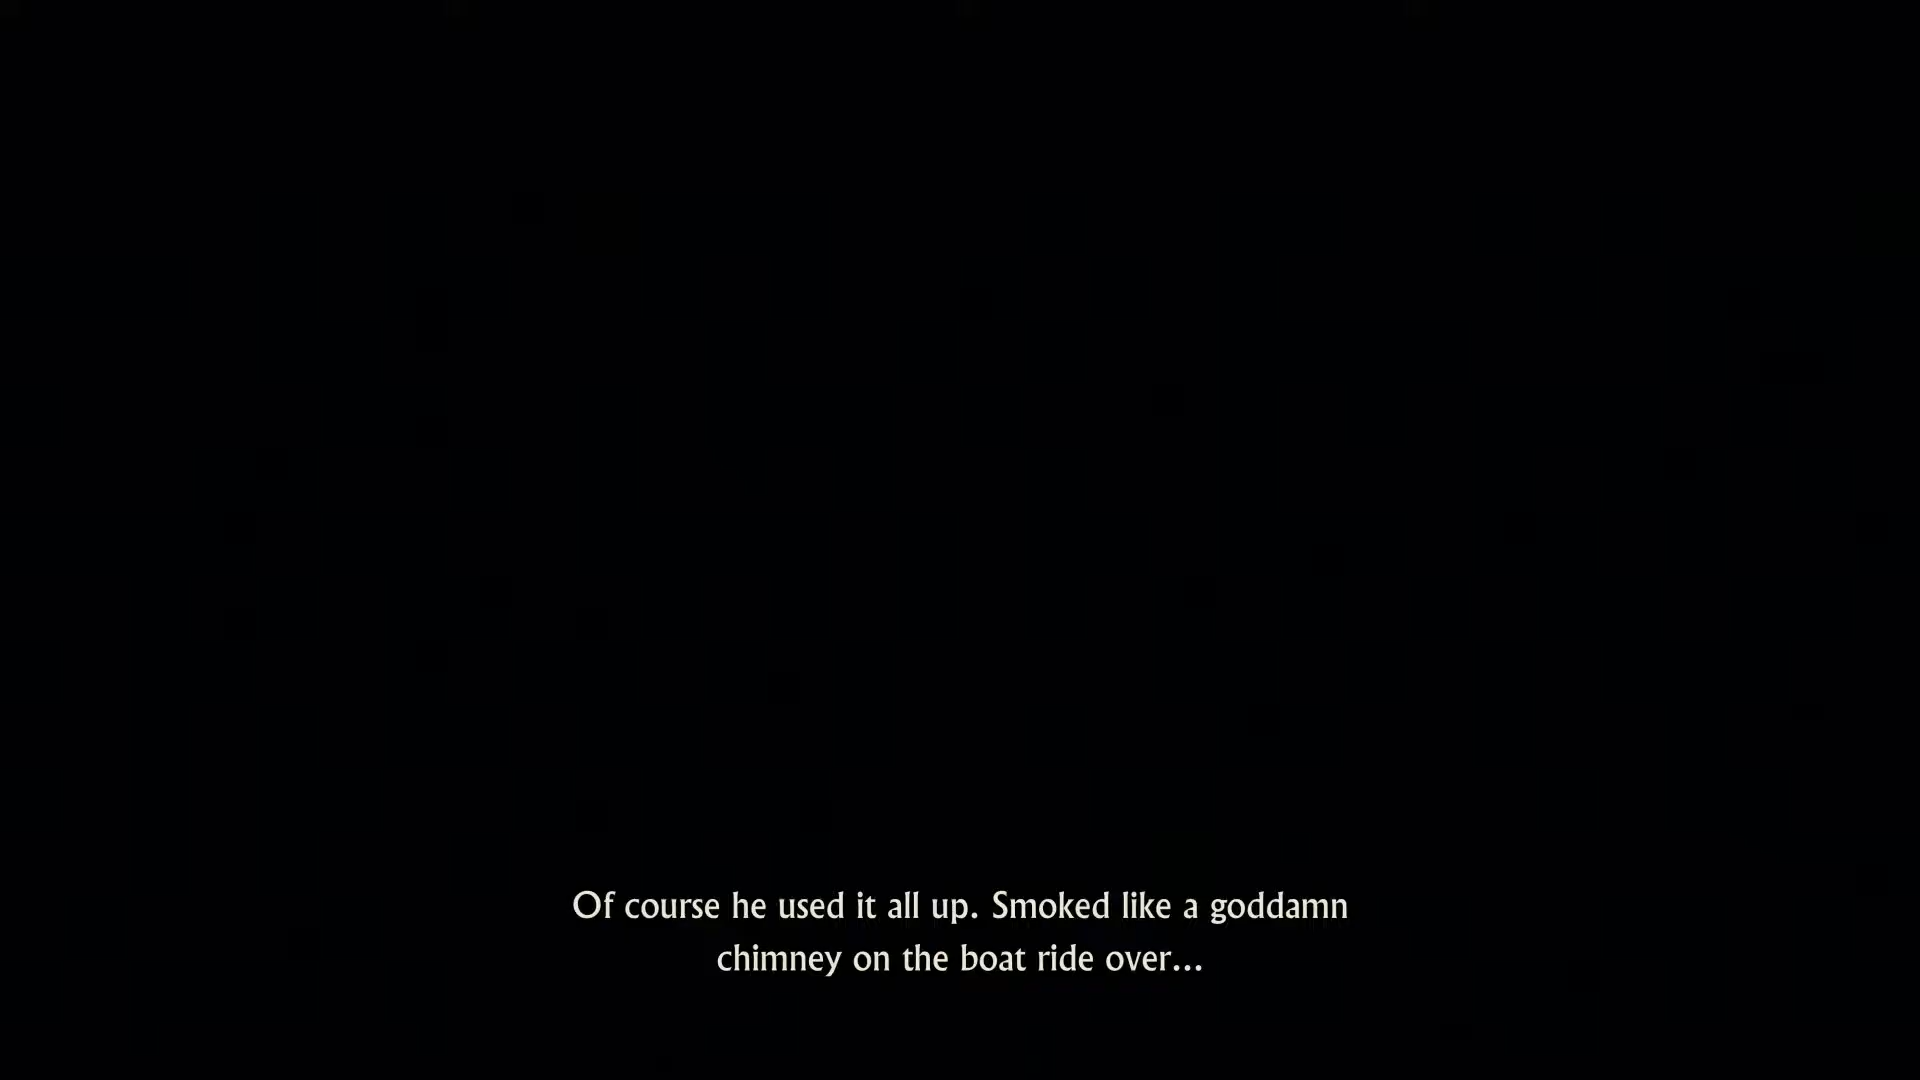 Of course he used it all up. Smoked like a goddamn
chimney on the boat ride over...